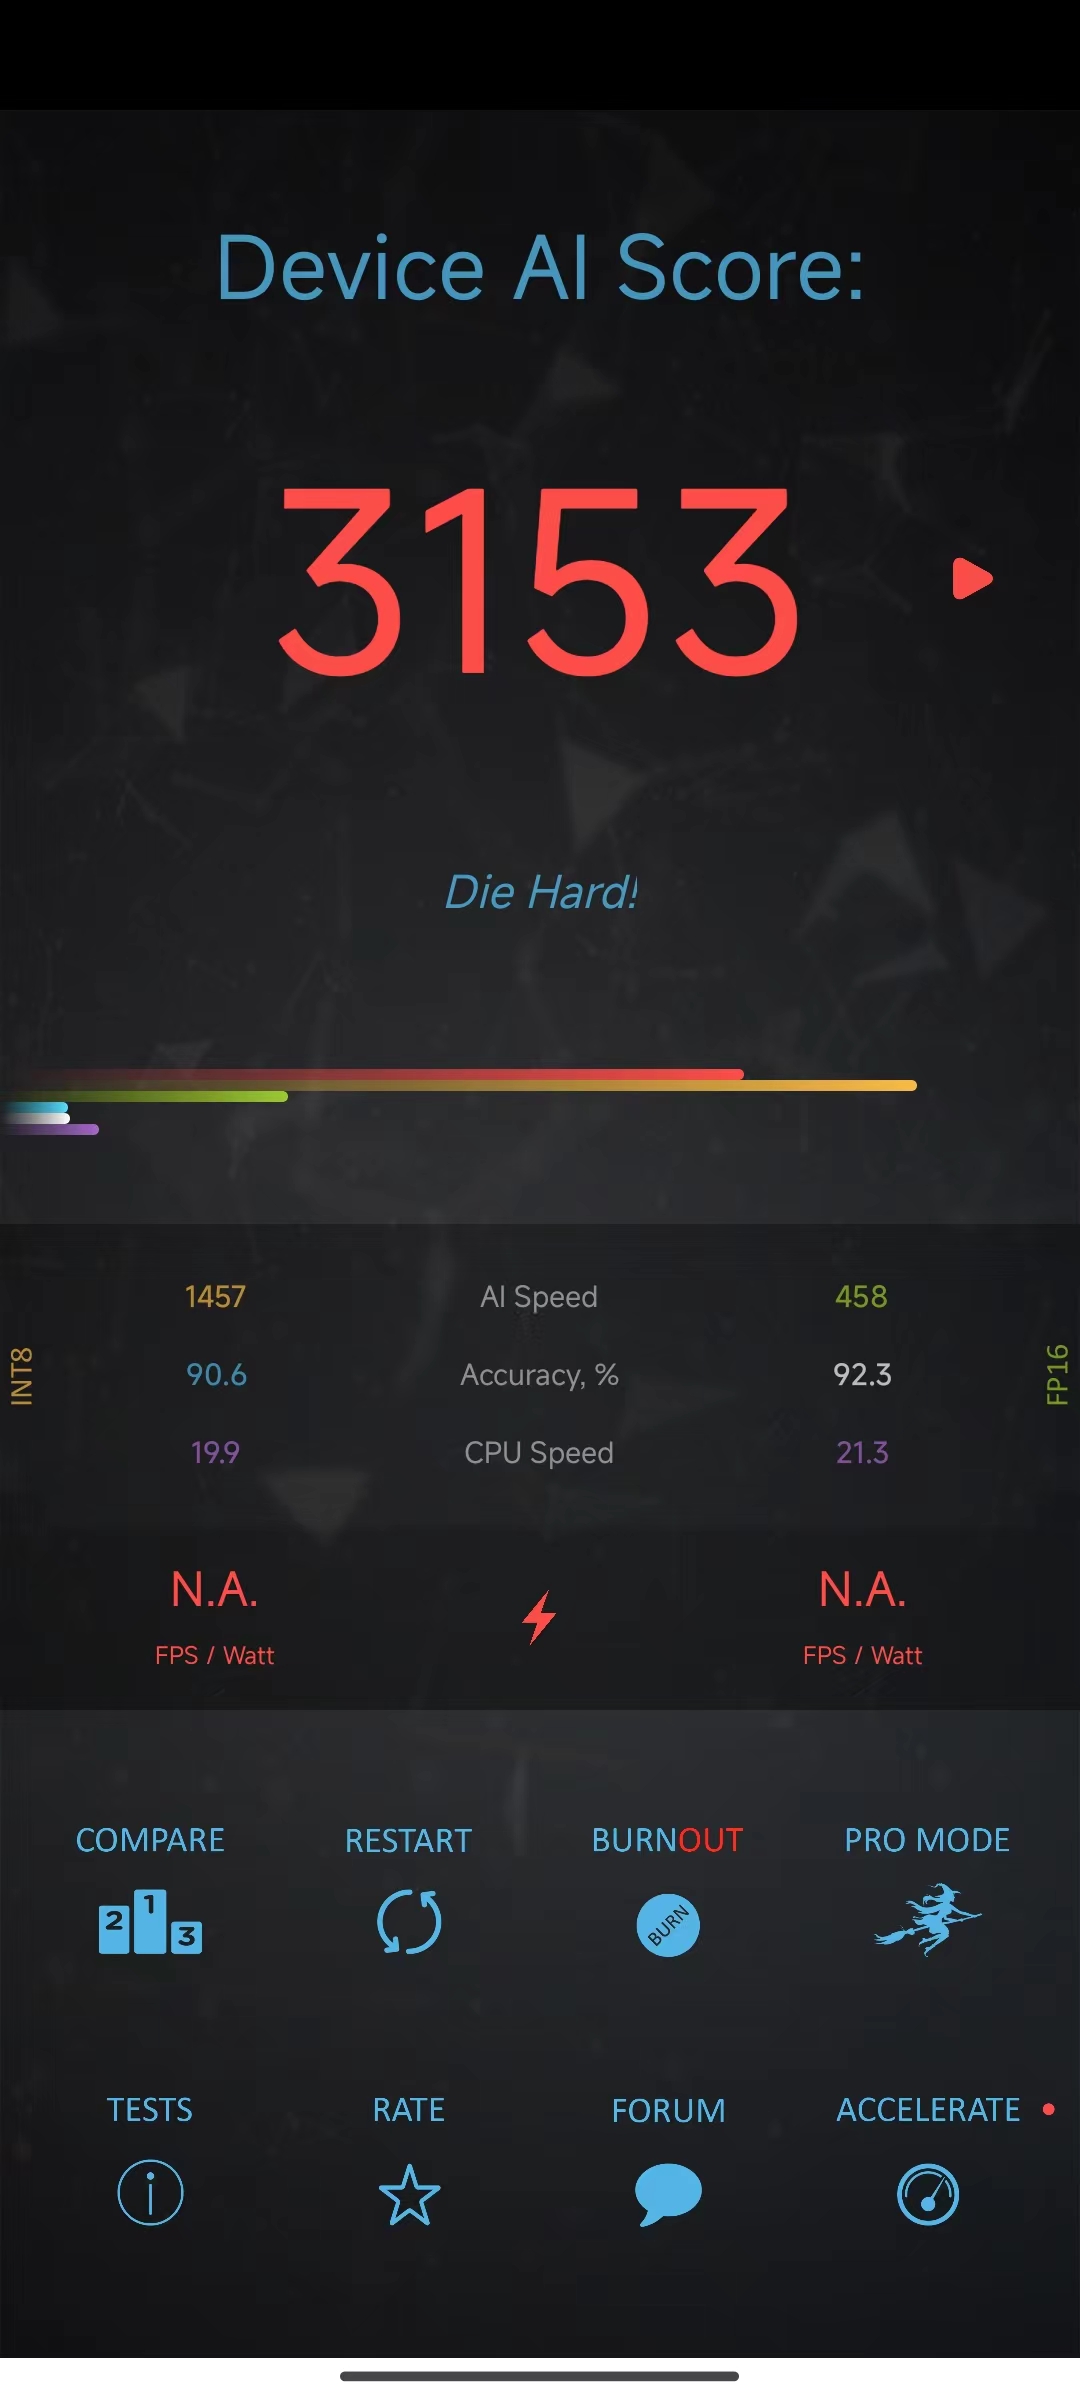 Device AI Score:
3153
Die Hard!
INT8
1457 AI Speed 458
90.6 Accuracy, % 92.3
19.9 CPU Speed 21.3
FP16
N.A. N.A.
FPS / Watt FPS / Watt
COMPARE RESTART BURNOUT PRO MODE
2 1 3 BURN
TESTS RATE FORUM ACCELERATE